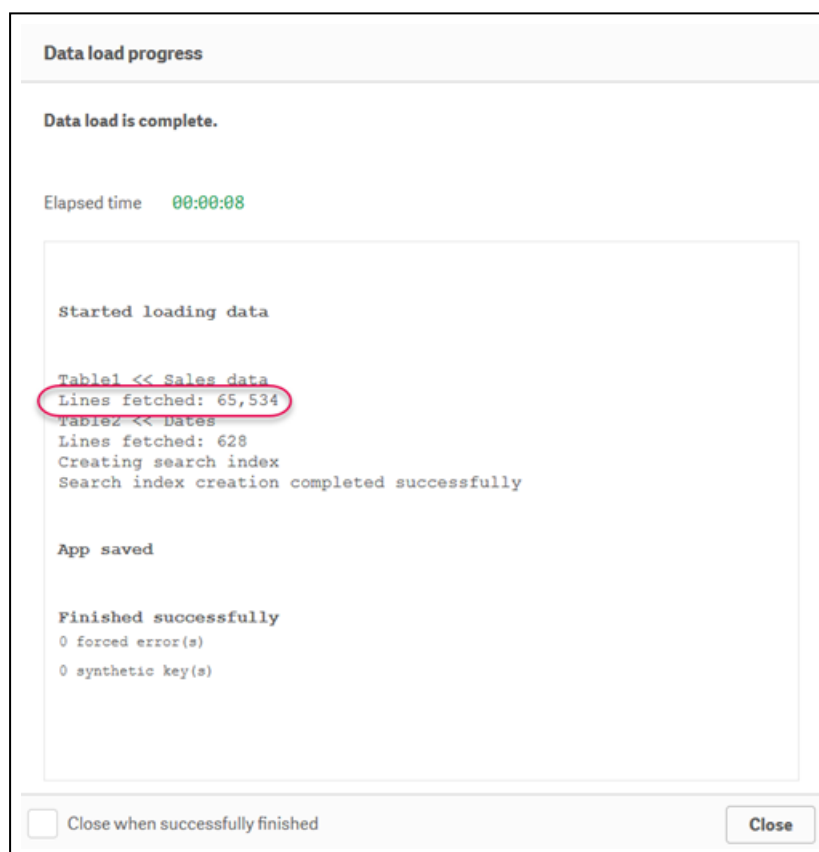 Data load progress
Data load is complete.
Elapsed time 00:00:08
Started loading data
Table1 << Sales data
Lines fetched: 65,534
Table2 << Dates
Lines fetched: 628
Creating search index
Search index creation completed successfully
App saved
Finished successfully
0 forced error(s)
0 synthetic key(s)
Close when successfully finished
Close